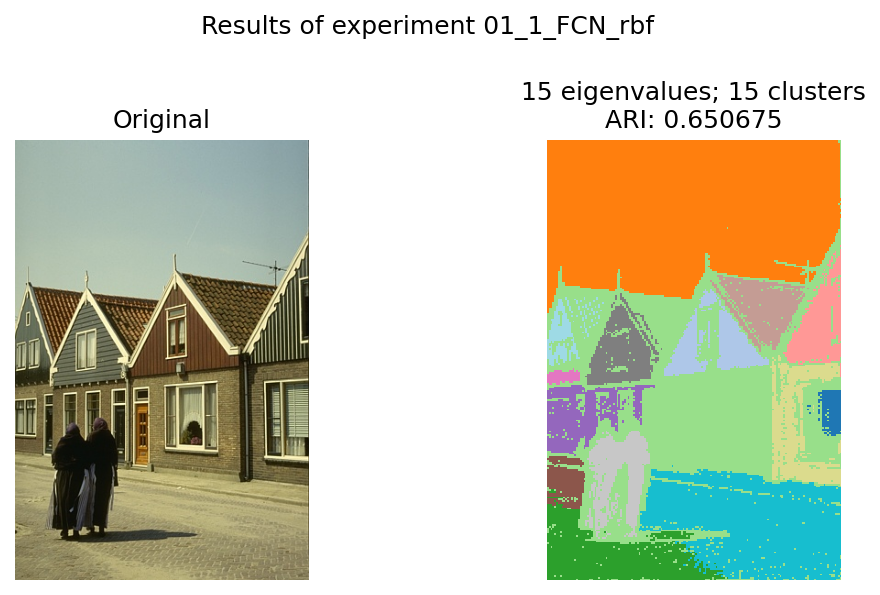 Results of experiment 01_1_FCN_rbf
Original
15 eigenvalues; 15 clusters
ARI: 0.650675